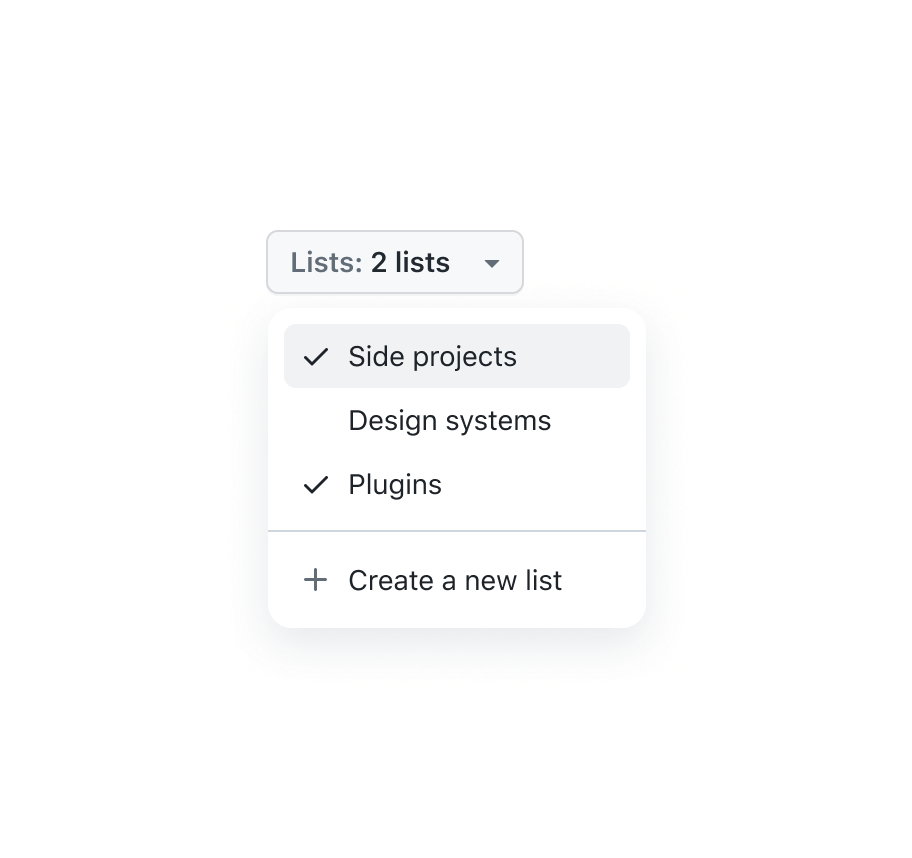 Lists: 2 lists
Side projects
Design systems
Plugins
Create a new list